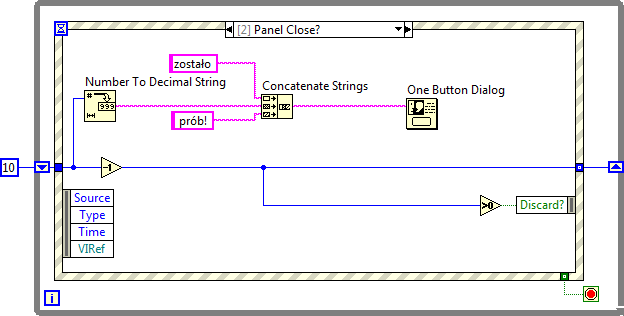 [2] Panel Close?
zostało
Number To Decimal String
Concatenate Strings
One Button Dialog
#
999
prób!
10
-1
Source
Type
Time
VIRef
>0
Discard?
i